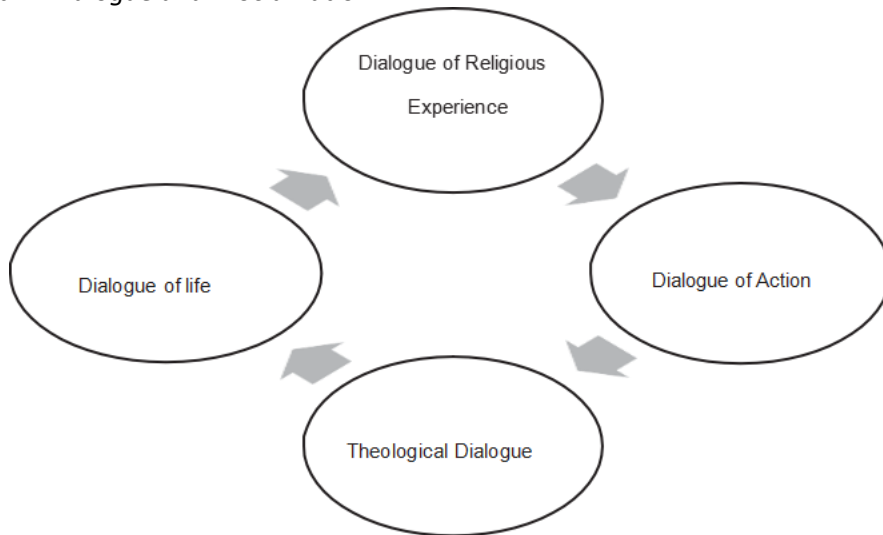 Dialogue of Religious
Experience
Dialogue of life
Dialogue of Action
Theological Dialogue